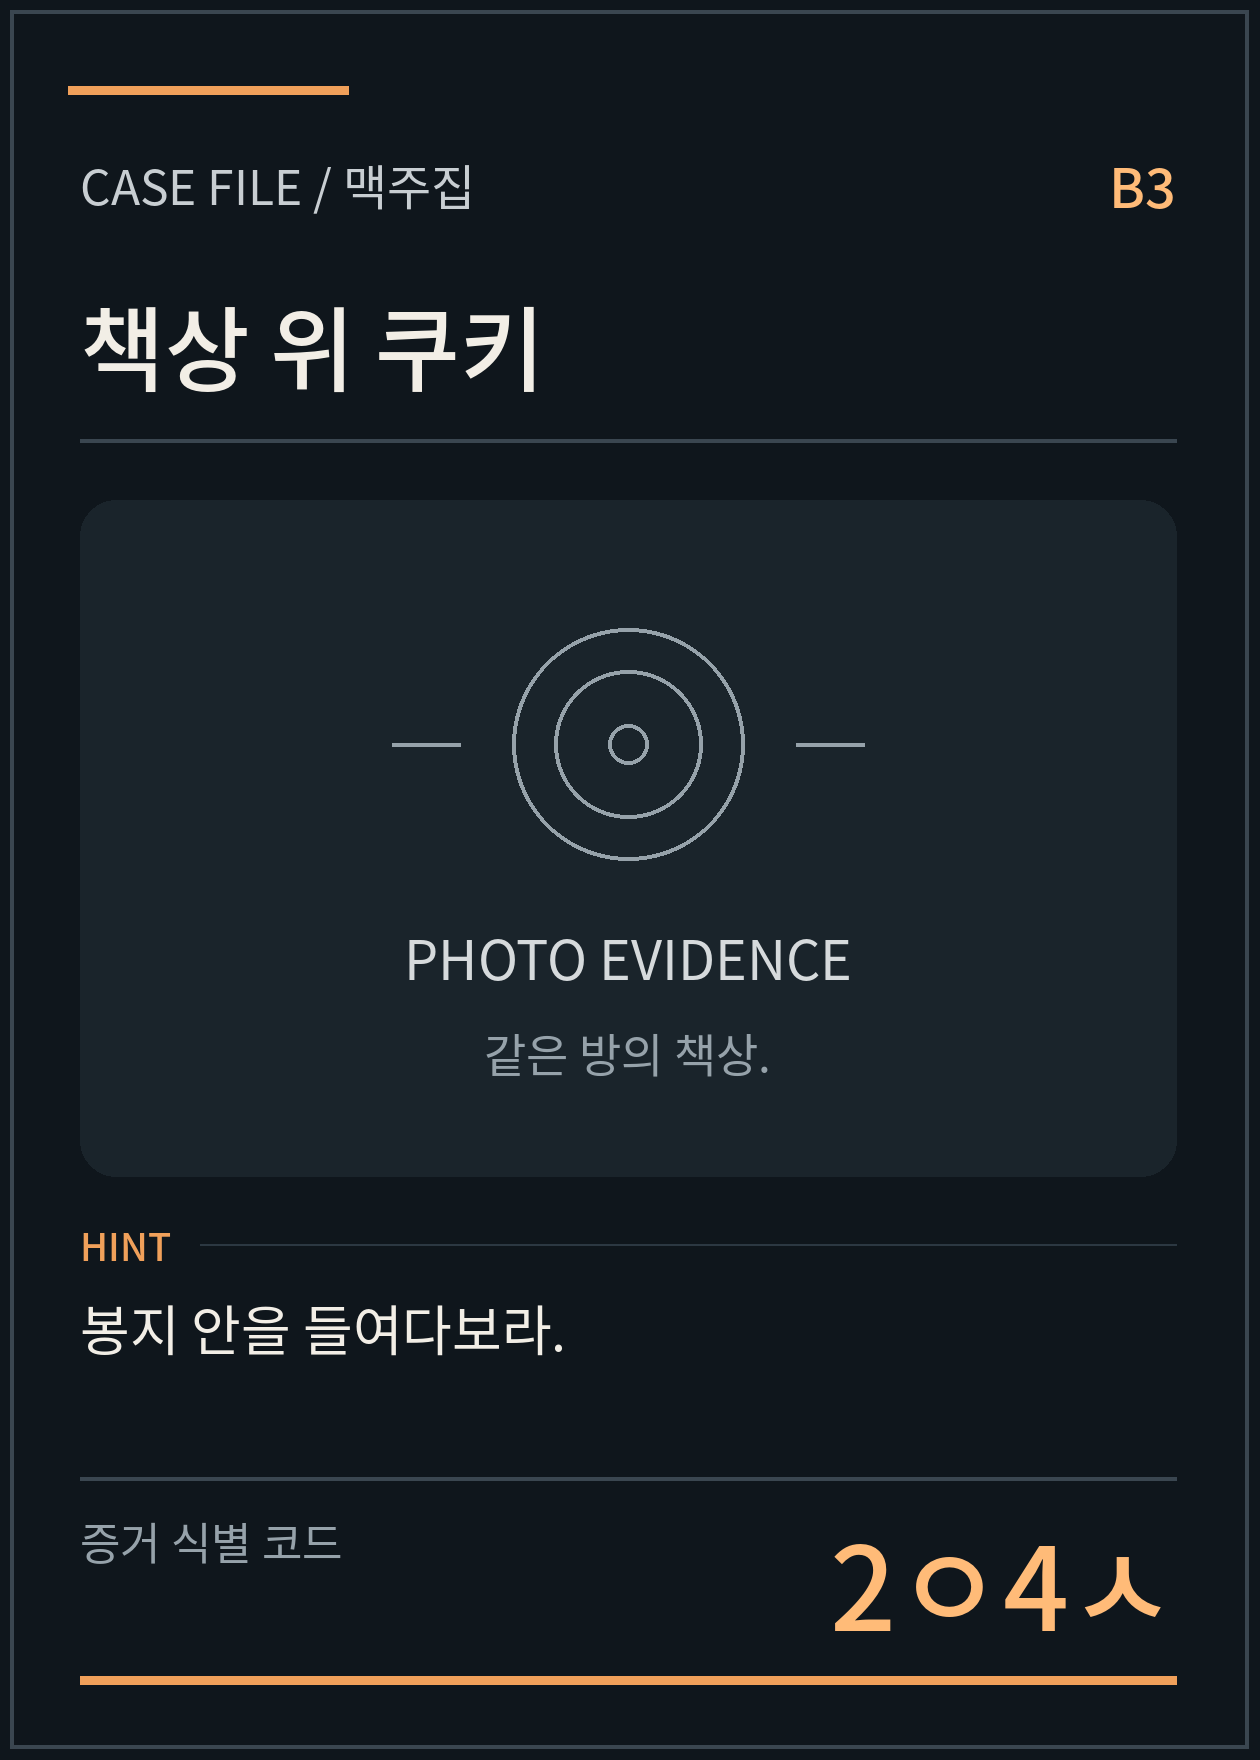 CASE FILE / 맥주집
B3
책상 위 쿠키
PHOTO EVIDENCE
같은 방의 책상.
HINT
봉지 안을 들여다보라.
증거 식별 코드
2ㅇ4ㅅ